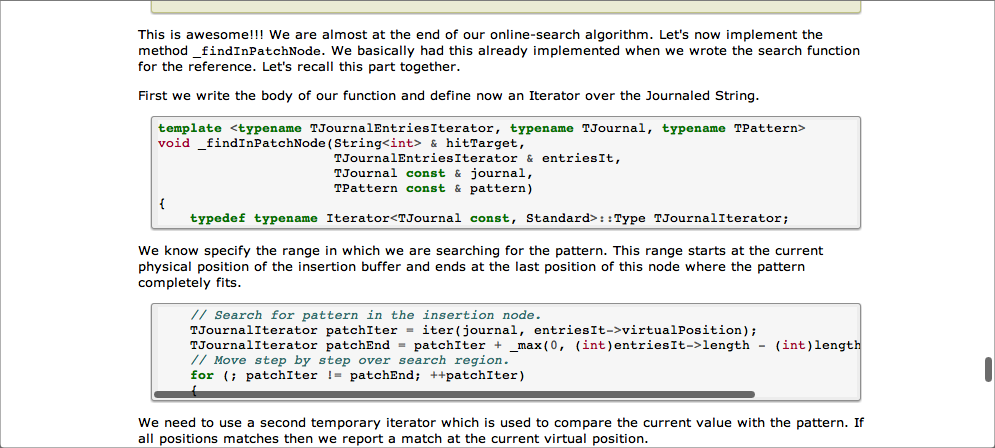 This is awesome!!! We are almost at the end of our online-search algorithm. Let's now implement the
method _findInPatchNode. We basically had this already implemented when we wrote the search function
for the reference. Let's recall this part together.
First we write the body of our function and define now an Iterator over the Journaled String.
template <typename TJournalEntriesIterator, typename TJournal, typename TPattern>
void _findInPatchNode(String<int> & hitTarget,
TJournalEntriesIterator & entriesIt,
TJournal const & journal,
TPattern const & pattern)
{
typedef typename Iterator<TJournal const, Standard>::Type TJournalIterator;
We know specify the range in which we are searching for the pattern. This range starts at the current
physical position of the insertion buffer and ends at the last position of this node where the pattern
completely fits.
// Search for pattern in the insertion node.
TJournalIterator patchIter = iter(journal, entriesIt->virtualPosition);
TJournalIterator patchEnd = patchIter + _max(0, (int)entriesIt->length - (int)length
// Move step by step over search region.
for (; patchIter != patchEnd; ++patchIter)
{
We need to use a second temporary iterator which is used to compare the current value with the pattern. If
all positions matches then we report a match at the current virtual position.